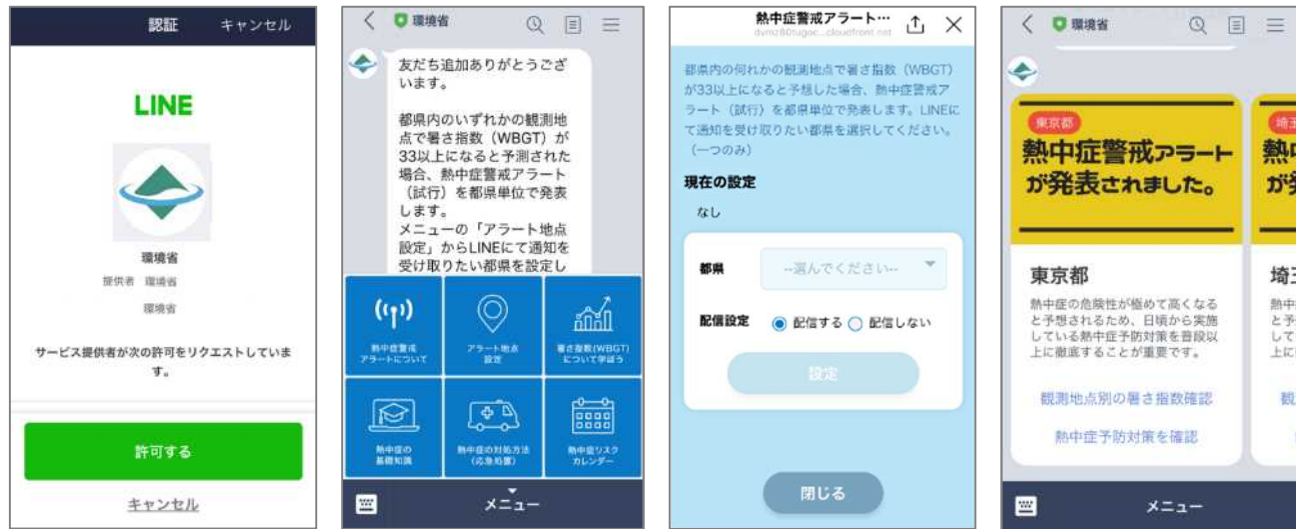 認証
キャンセル
LINE
環境省
提供者 環境省
環境省
サービス提供者が次の許可をリクエストしていま
す。
許可する
キャンセル
環境省
友だち追加ありがとうござ
います。
都県内のいずれかの観測地
点で暑さ指数（WBGT）が
33以上になると予測された
場合、熱中症警戒アラート
（試行）を都県単位で発表
します。
メニューの「アラート地点
設定」からLINEにて通知を
受け取りたい都県を設定し
熱中症警戒
アラートについて
アラート地点
設定
暑さ指数(WBGT)
について学ぼう
熱中症の
基礎知識
熱中症の対処方法
（応急処置）
熱中症リスク
カレンダー
メニュー
熱中症警戒アラート…
都県内の何れかの観測地点で暑さ指数（WBGT）
が33以上になると予想した場合、熱中症警戒ア
ラート（試行）を都県単位で発表します。LINEに
て通知を受け取りたい都県を選択してください。
（一つのみ）
現在の設定
なし
都県
--選んでください--
配信設定
配信する
配信しない
設定
閉じる
環境省
東京都
熱中症警戒アラート
が発表されました。
東京都
熱中症の危険性が極めて高くなる
と予想されるため、日頃から実施
している熱中症予防対策を普段以
上に徹底することが重要です。
観測地点別の暑さ指数確認
熱中症予防対策を確認
メニュー